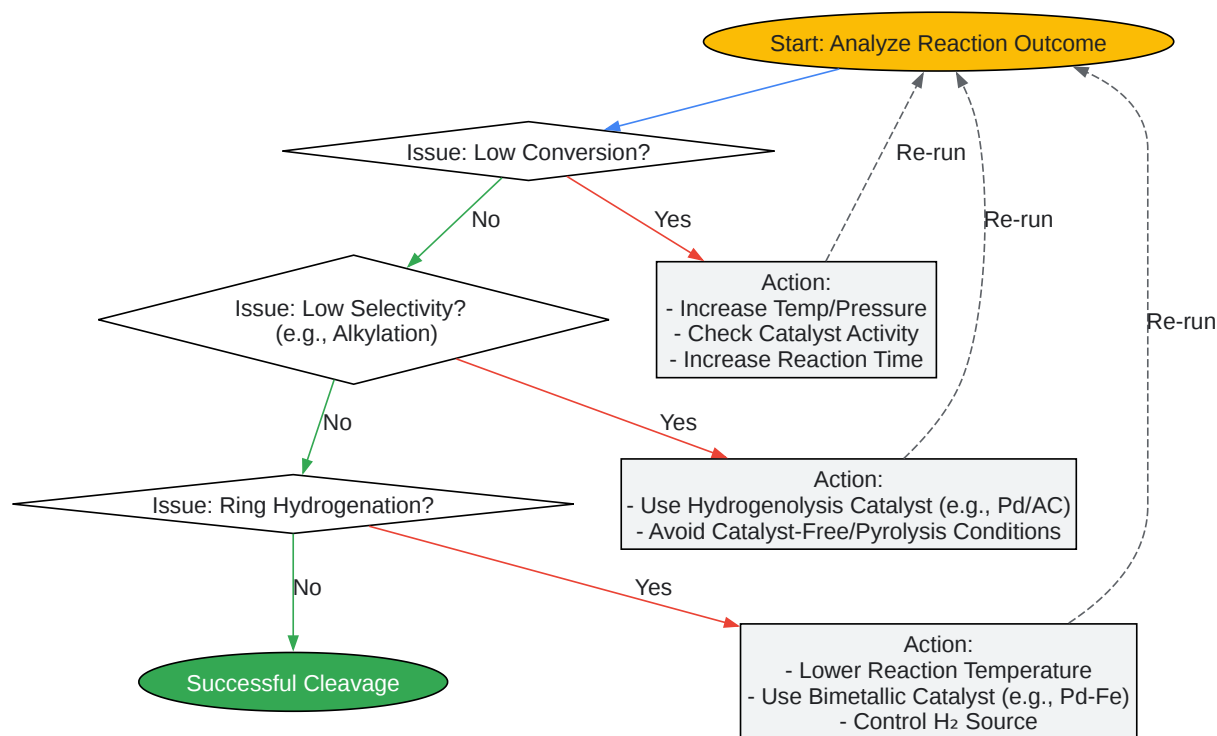 Start: Analyze Reaction Outcome
Issue: Low Conversion?
Re-run
No
Yes
Re-run
Action:
- Increase Temp/Pressure
- Check Catalyst Activity
- Increase Reaction Time
Issue: Low Selectivity?
(e.g., Alkylation)
Re-run
No
Yes
Action:
- Use Hydrogenolysis Catalyst (e.g., Pd/AC)
- Avoid Catalyst-Free/Pyrolysis Conditions
Issue: Ring Hydrogenation?
No
Yes
Action:
- Lower Reaction Temperature
- Use Bimetallic Catalyst (e.g., Pd-Fe)
- Control H₂ Source
Successful Cleavage